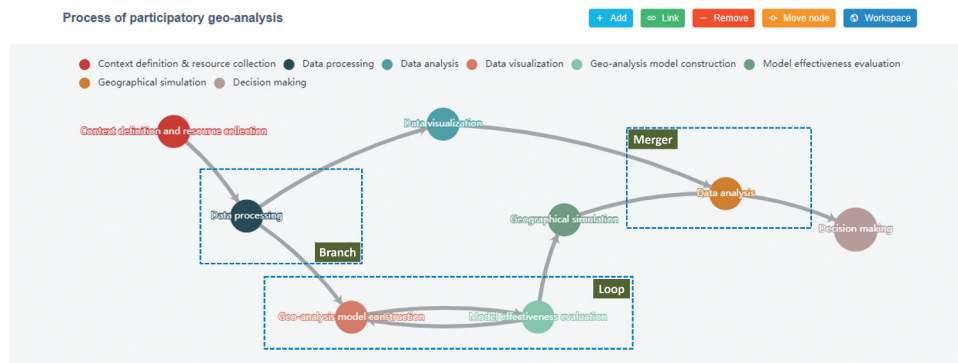 Process of participatory geo-analysis
Add
Link
Remove
Move node
Workspace
Context definition & resource collection Data processing Data analysis Data visualization Geo-analysis model construction Model effectiveness evaluation
Geographical simulation Decision making
Context definition and resource collection
Data visualization
Merger
Data analysis
Data processing
Geographical simulation
Decision making
Branch
Loop
Geo-analysis model construction
Model effectiveness evaluation